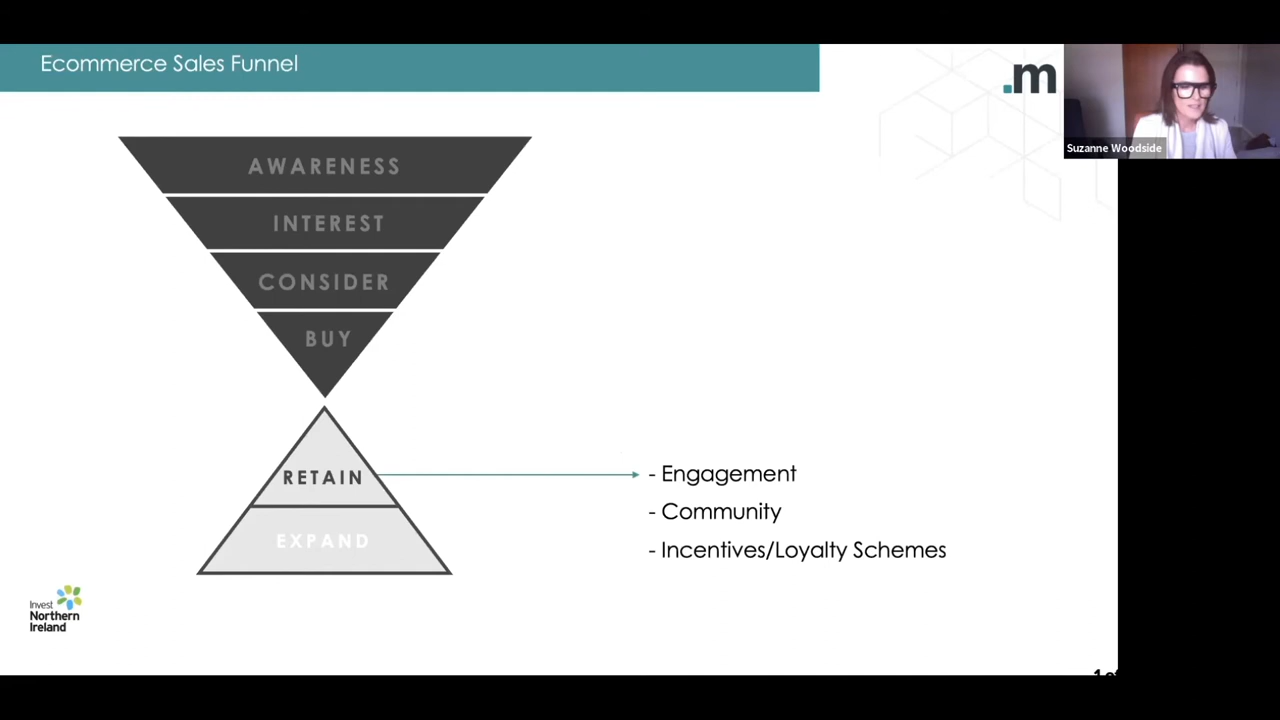 Ecommerce Sales Funnel
.m
Suzanne Woodside
AWARENESS
INTEREST
CONSIDER
BUY
RETAIN
- Engagement
- Community
- Incentives/Loyalty Schemes
EXPAND
Invest
Northern
Ireland